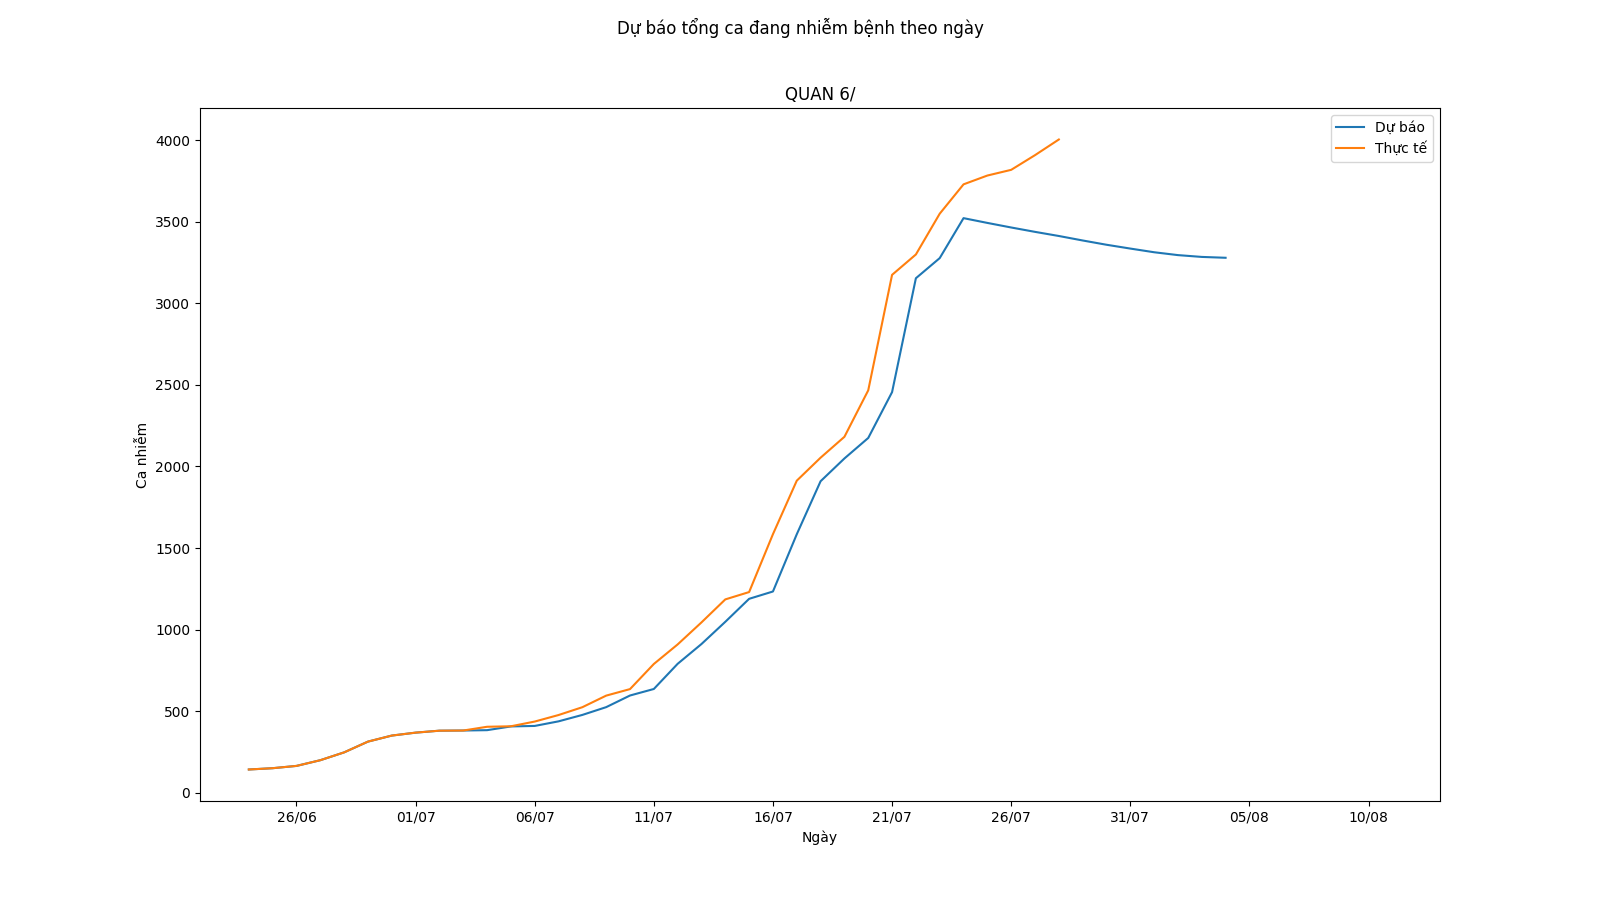 Dự báo tổng ca đang nhiễm bệnh theo ngày
QUAN 6/
Dự báo
Thực tế
4000
3500
3000
2500
2000
1500
1000
500
0
Ca nhiễm
26/06 01/07 06/07 11/07 16/07 21/07 26/07 31/07 05/08 10/08
Ngày